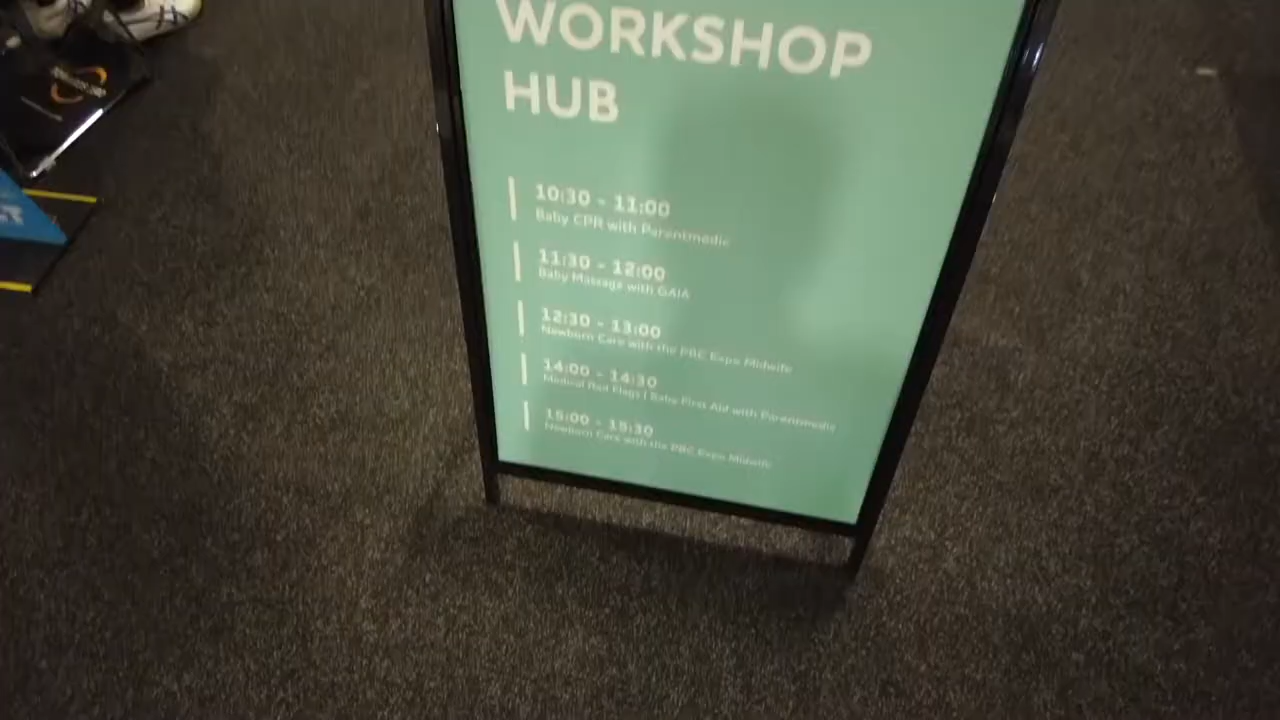 WORKSHOP
HUB
10:30 - 11:00
Baby CPR with Parentmedic
11:30 - 12:00
Baby Massage with GAIA
12:30 - 13:00
Newborn Care with the PBC Expo Midwife
14:00 - 14:30
Medical Red Flags | Baby First Aid with Parentmedic
15:00 - 15:30
Newborn Care with the PBC Expo Midwife